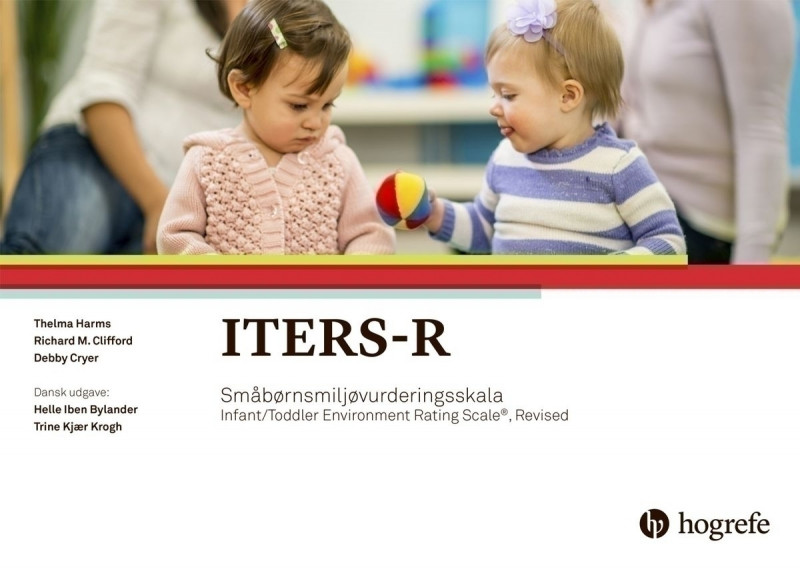 Thelma Harms
Richard M. Clifford
Debby Cryer
Dansk udgave:
Helle Iben Bylander
Trine Kjær Krogh
ITERS-R
Småbørnsmiljøvurderingsskala
Infant/Toddler Environment Rating Scale®, Revised
hogrefe